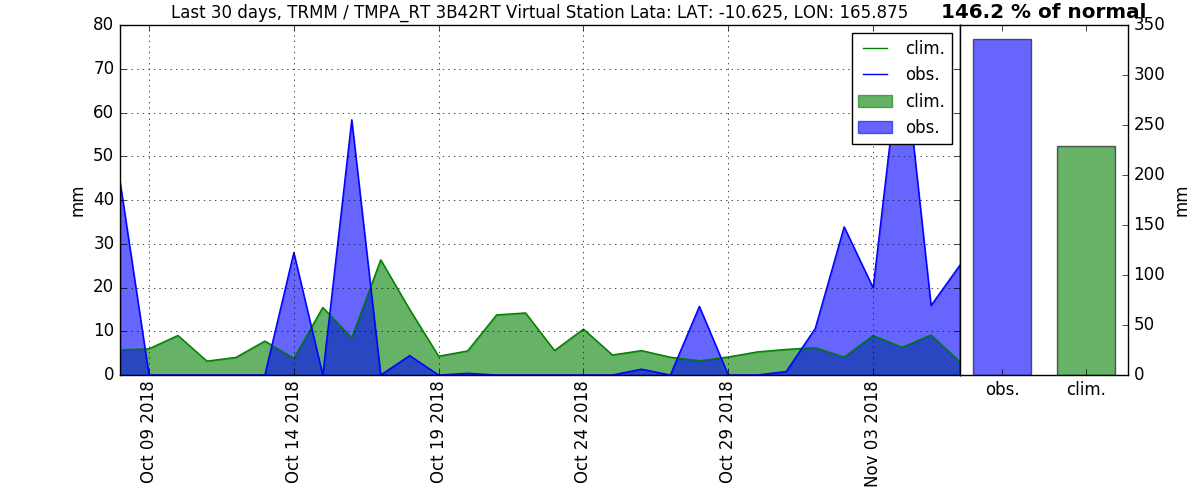 Last 30 days, TRMM / TMPA_RT 3B42RT Virtual Station Lata: LAT: -10.625, LON: 165.875
146.2 % of normal
80
70
60
50
40
30
20
10
0
mm
clim.
obs.
clim.
obs.
Oct 09 2018
Oct 14 2018
Oct 19 2018
Oct 24 2018
Oct 29 2018
Nov 03 2018
350
300
250
200
150
100
50
0
mm
obs.
clim.